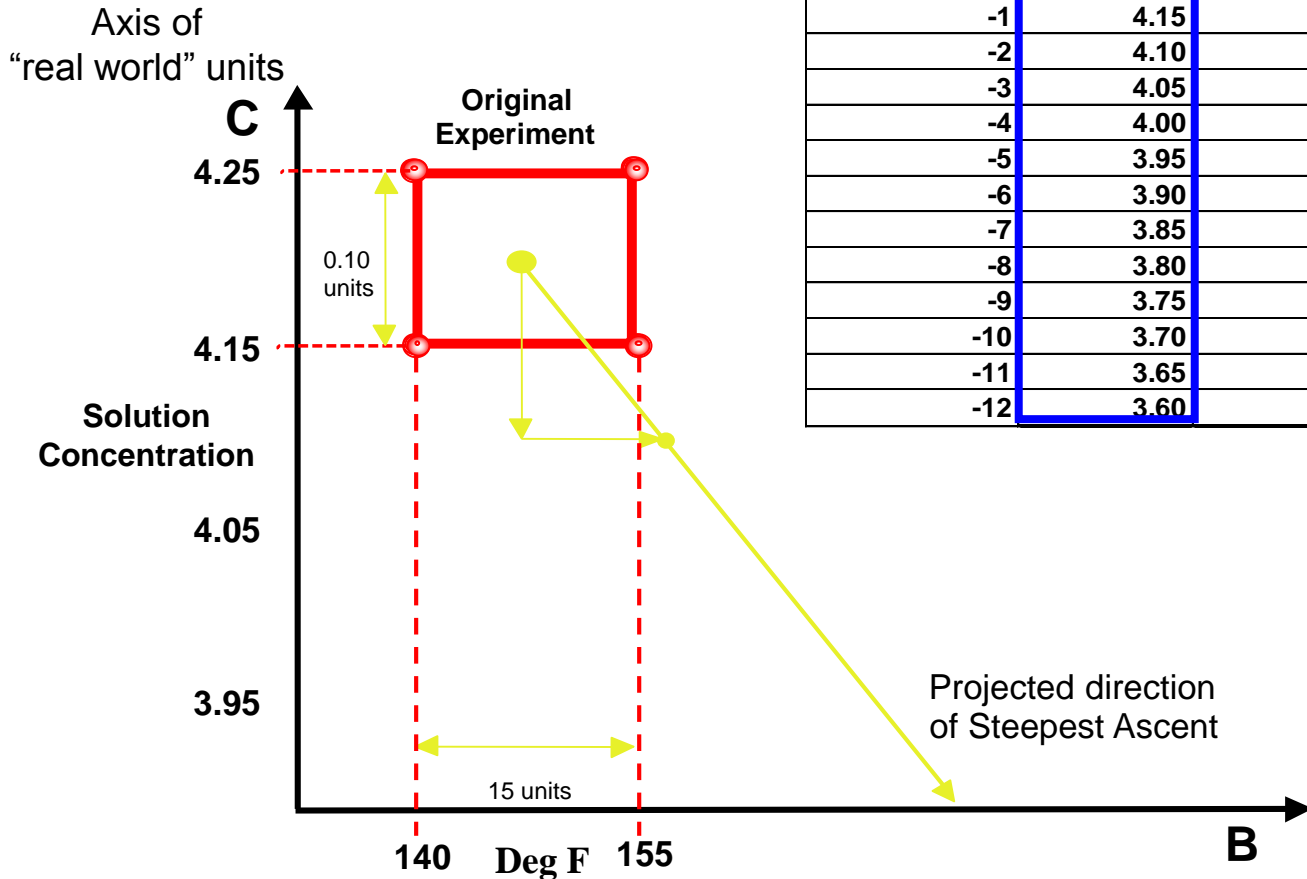 Axis of
“real world” units
C
Original
Experiment
4.25
0.10
units
4.15
Solution
Concentration
4.05
3.95
15 units
140 Deg F 155
B
Projected direction
of Steepest Ascent
-1 4.15
-2 4.10
-3 4.05
-4 4.00
-5 3.95
-6 3.90
-7 3.85
-8 3.80
-9 3.75
-10 3.70
-11 3.65
-12 3.60